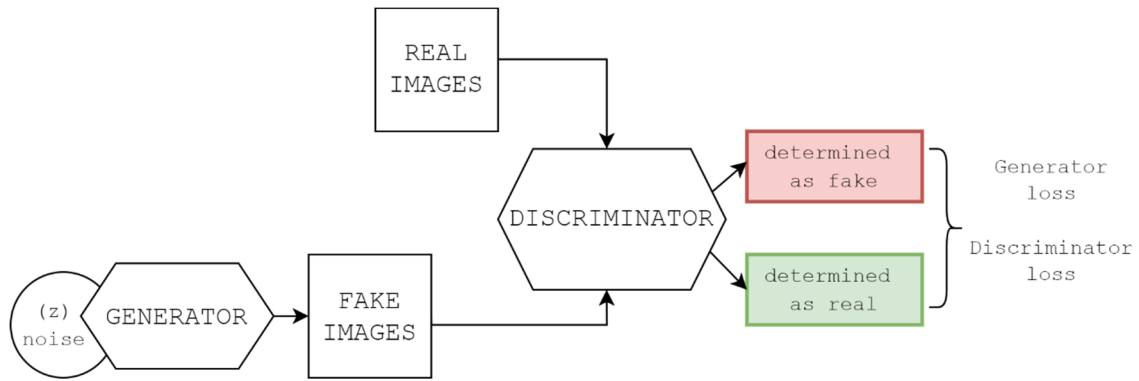 REAL
IMAGES
determined
as fake
Generator
loss
DISCRIMINATOR
Discriminator
loss
determined
as real
(z)
noise
GENERATOR
FAKE
IMAGES